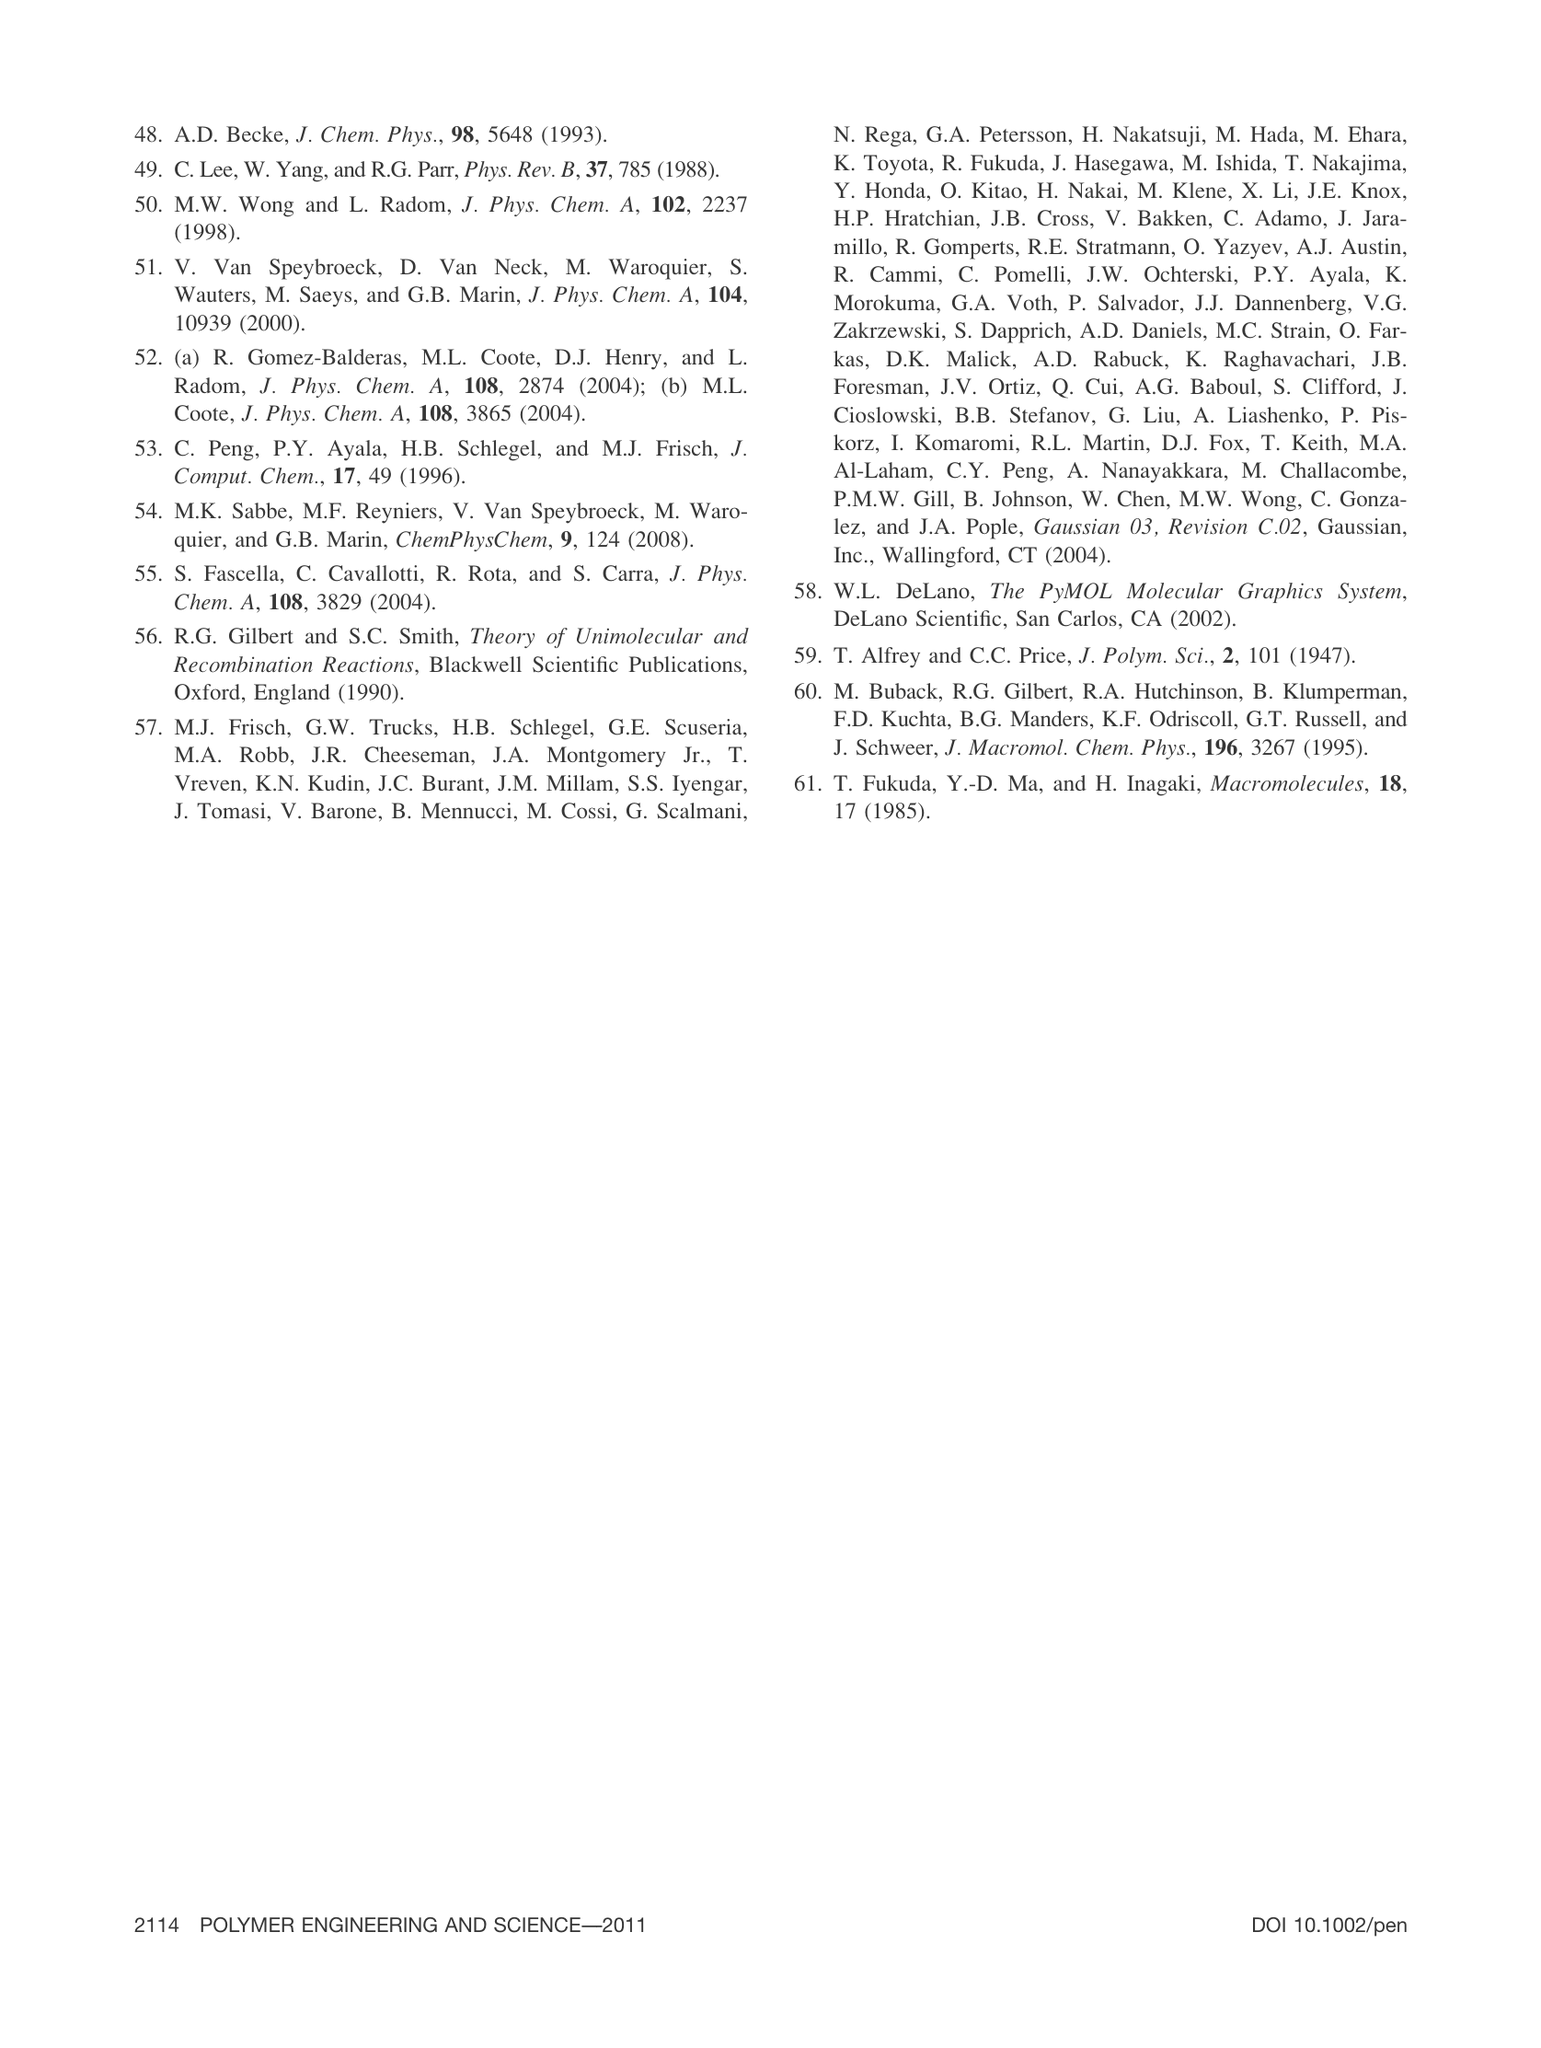 48. A.D. Becke, J. Chem. Phys., 98, 5648 (1993).
49. C. Lee, W. Yang, and R.G. Parr, Phys. Rev. B, 37, 785 (1988).
50. M.W. Wong and L. Radom, J. Phys. Chem. A, 102, 2237
(1998).
51. V. Van Speybroeck, D. Van Neck, M. Waroquier, S.
Wauters, M. Saeys, and G.B. Marin, J. Phys. Chem. A, 104,
10939 (2000).
52. (a) R. Gomez-Balderas, M.L. Coote, D.J. Henry, and L.
Radom, J. Phys. Chem. A, 108, 2874 (2004); (b) M.L.
Coote, J. Phys. Chem. A, 108, 3865 (2004).
53. C. Peng, P.Y. Ayala, H.B. Schlegel, and M.J. Frisch, J.
Comput. Chem., 17, 49 (1996).
54. M.K. Sabbe, M.F. Reyniers, V. Van Speybroeck, M. Waro-
quier, and G.B. Marin, ChemPhysChem, 9, 124 (2008).
55. S. Fascella, C. Cavallotti, R. Rota, and S. Carra, J. Phys.
Chem. A, 108, 3829 (2004).
56. R.G. Gilbert and S.C. Smith, Theory of Unimolecular and
Recombination Reactions, Blackwell Scientific Publications,
Oxford, England (1990).
57. M.J. Frisch, G.W. Trucks, H.B. Schlegel, G.E. Scuseria,
M.A. Robb, J.R. Cheeseman, J.A. Montgomery Jr., T.
Vreven, K.N. Kudin, J.C. Burant, J.M. Millam, S.S. Iyengar,
J. Tomasi, V. Barone, B. Mennucci, M. Cossi, G. Scalmani,
N. Rega, G.A. Petersson, H. Nakatsuji, M. Hada, M. Ehara,
K. Toyota, R. Fukuda, J. Hasegawa, M. Ishida, T. Nakajima,
Y. Honda, O. Kitao, H. Nakai, M. Klene, X. Li, J.E. Knox,
H.P. Hratchian, J.B. Cross, V. Bakken, C. Adamo, J. Jara-
millo, R. Gomperts, R.E. Stratmann, O. Yazyev, A.J. Austin,
R. Cammi, C. Pomelli, J.W. Ochterski, P.Y. Ayala, K.
Morokuma, G.A. Voth, P. Salvador, J.J. Dannenberg, V.G.
Zakrzewski, S. Dapprich, A.D. Daniels, M.C. Strain, O. Far-
kas, D.K. Malick, A.D. Rabuck, K. Raghavachari, J.B.
Foresman, J.V. Ortiz, Q. Cui, A.G. Baboul, S. Clifford, J.
Cioslowski, B.B. Stefanov, G. Liu, A. Liashenko, P. Pis-
korz, I. Komaromi, R.L. Martin, D.J. Fox, T. Keith, M.A.
Al-Laham, C.Y. Peng, A. Nanayakkara, M. Challacombe,
P.M.W. Gill, B. Johnson, W. Chen, M.W. Wong, C. Gonza-
lez, and J.A. Pople, Gaussian 03, Revision C.02, Gaussian,
Inc., Wallingford, CT (2004).
58. W.L. DeLano, The PyMOL Molecular Graphics System,
DeLano Scientific, San Carlos, CA (2002).
59. T. Alfrey and C.C. Price, J. Polym. Sci., 2, 101 (1947).
60. M. Buback, R.G. Gilbert, R.A. Hutchinson, B. Klumperman,
F.D. Kuchta, B.G. Manders, K.F. Odriscoll, G.T. Russell, and
J. Schweer, J. Macromol. Chem. Phys., 196, 3267 (1995).
61. T. Fukuda, Y.-D. Ma, and H. Inagaki, Macromolecules, 18,
17 (1985).
2114 POLYMER ENGINEERING AND SCIENCE—2011
DOI 10.1002/pen